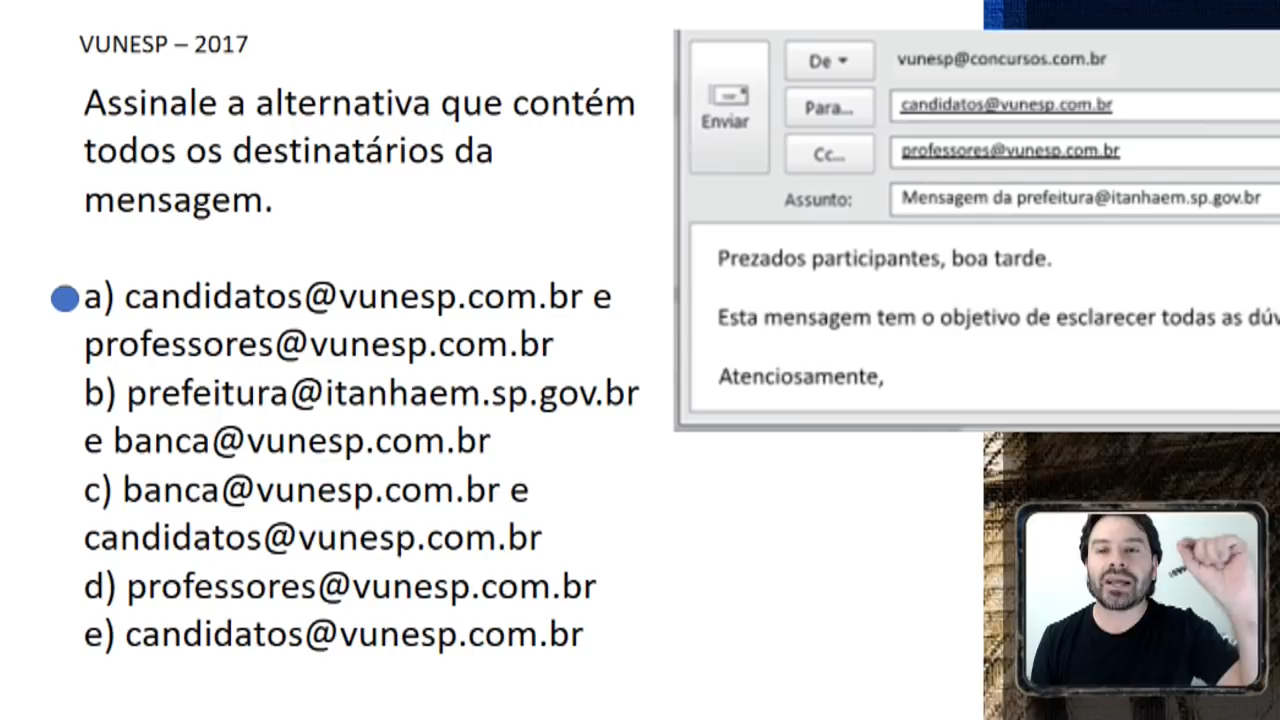 VUNESP – 2017
Assinale a alternativa que contém
todos os destinatários da
mensagem.
a) candidatos@vunesp.com.br e
professores@vunesp.com.br
b) prefeitura@itanhaem.sp.gov.br
e banca@vunesp.com.br
c) banca@vunesp.com.br e
candidatos@vunesp.com.br
d) professores@vunesp.com.br
e) candidatos@vunesp.com.br
Enviar
De
vunesp@concursos.com.br
Para...
candidatos@vunesp.com.br
Cc...
professores@vunesp.com.br
Assunto:
Mensagem da prefeitura@itanhaem.sp.gov.br
Prezados participantes, boa tarde.
Esta mensagem tem o objetivo de esclarecer todas as dúv
Atenciosamente,